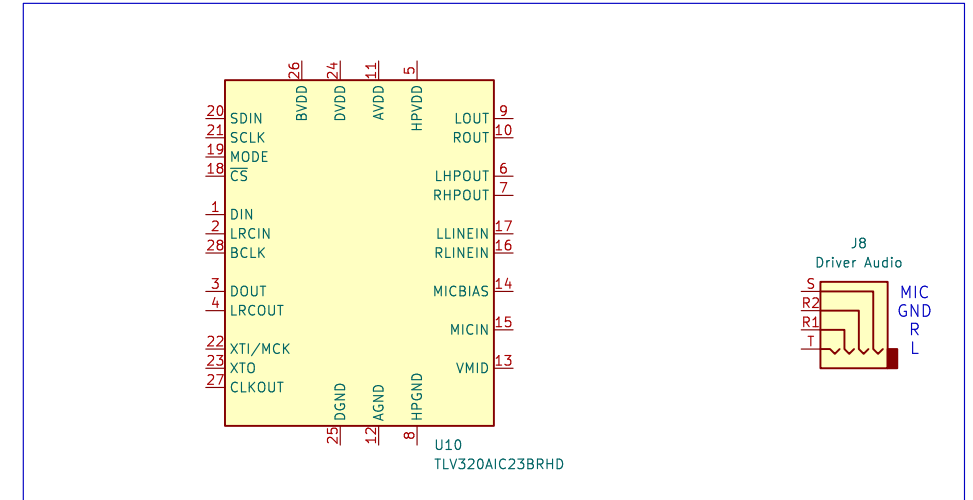 26 24 11 5
BVDD DVDD AVDD HPVDD
20 SDIN LOUT 9
21 SCLK ROUT 10
19 MODE
18 CS LHPOUT 6
RHPOUT 7
1 DIN
2 LRCIN LLINEIN 17
28 BCLK RLINEIN 16
3 DOUT MICBIAS 14
4 LRCOUT
MICIN 15
22 XTI/MCK
23 XTO VMID 13
27 CLKOUT
DGND AGND HPGND
25 12 8
U10
TLV320AIC23BRHD
J8
Driver Audio
S MIC
R2 GND
R1 R
T L